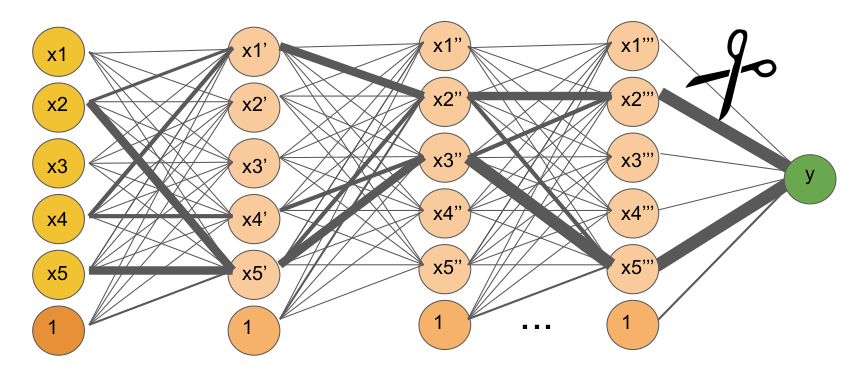 x1 x1’ x1’’ x1’’’
x2 x2’ x2’’ x2’’’
x3 x3’ x3’’ x3’’’
y
x4 x4’ x4’’ x4’’’
x5 x5’ x5’’ x5’’’
1 1 1 ... 1